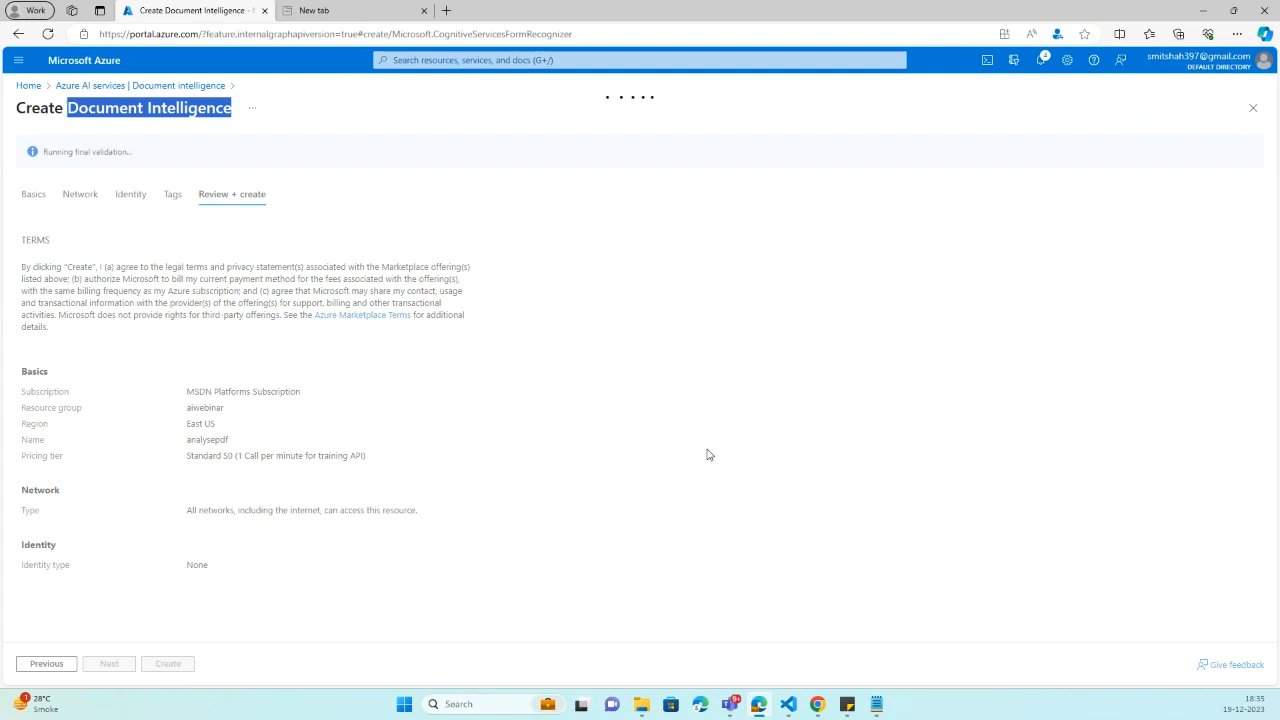 Work
Create Document Intelligence -
New tab
https://portal.azure.com/?feature.internalgraphapiversion=true#create/Microsoft.CognitiveServicesFormRecognizer
Microsoft Azure
Search resources, services, and docs (G+/)
4
smitshah397@gmail.com
DEFAULT DIRECTORY
Home > Azure AI services | Document intelligence >
Create Document Intelligence ...
Running final validation...
Basics Network Identity Tags Review + create
TERMS
By clicking "Create", I (a) agree to the legal terms and privacy statement(s) associated with the Marketplace offering(s)
listed above; (b) authorize Microsoft to bill my current payment method for the fees associated with the offering(s),
with the same billing frequency as my Azure subscription; and (c) agree that Microsoft may share my contact, usage
and transactional information with the provider(s) of the offering(s) for support, billing and other transactional
activities. Microsoft does not provide rights for third-party offerings. See the Azure Marketplace Terms for additional
details.
Basics
Subscription MSDN Platforms Subscription
Resource group aiwebinar
Region East US
Name analysepdf
Pricing tier Standard S0 (1 Call per minute for training API)
Network
Type All networks, including the internet, can access this resource.
Identity
Identity type None
Previous Next Create
Give feedback
1
28°C
Smoke
Search
9+
18:35
19-12-2023